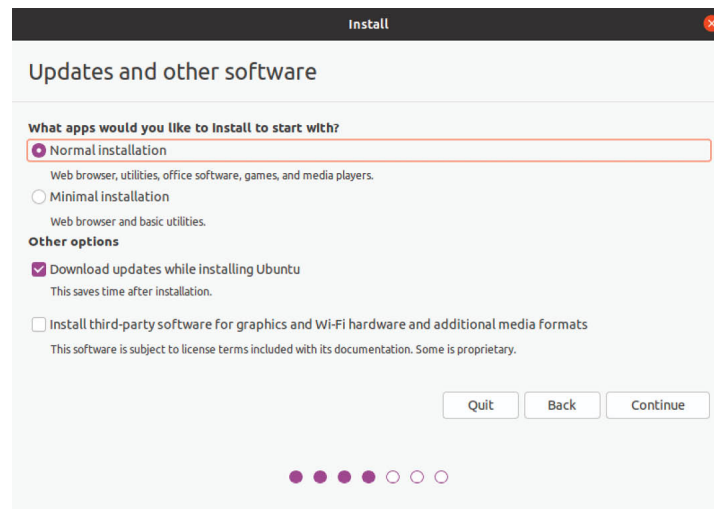 Install
Updates and other software
What apps would you like to install to start with?
Normal installation
Web browser, utilities, office software, games, and media players.
Minimal installation
Web browser and basic utilities.
Other options
Download updates while installing Ubuntu
This saves time after installation.
Install third-party software for graphics and Wi-Fi hardware and additional media formats
This software is subject to license terms included with its documentation. Some is proprietary.
Quit Back Continue